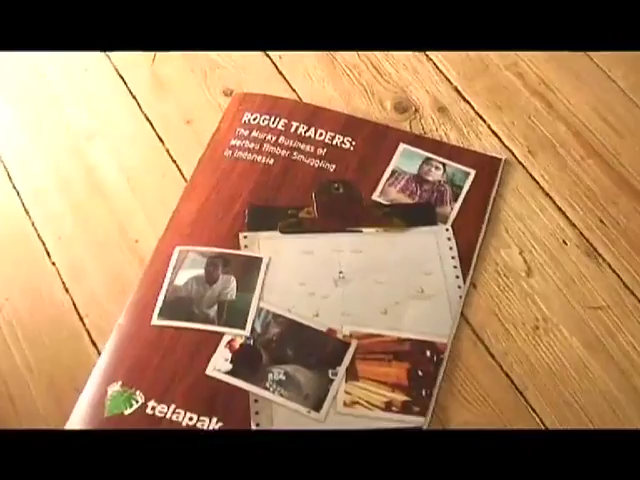 ROGUE TRADERS:
The Murky Business of
Merbau Timber Smuggling
in Indonesia
telapak